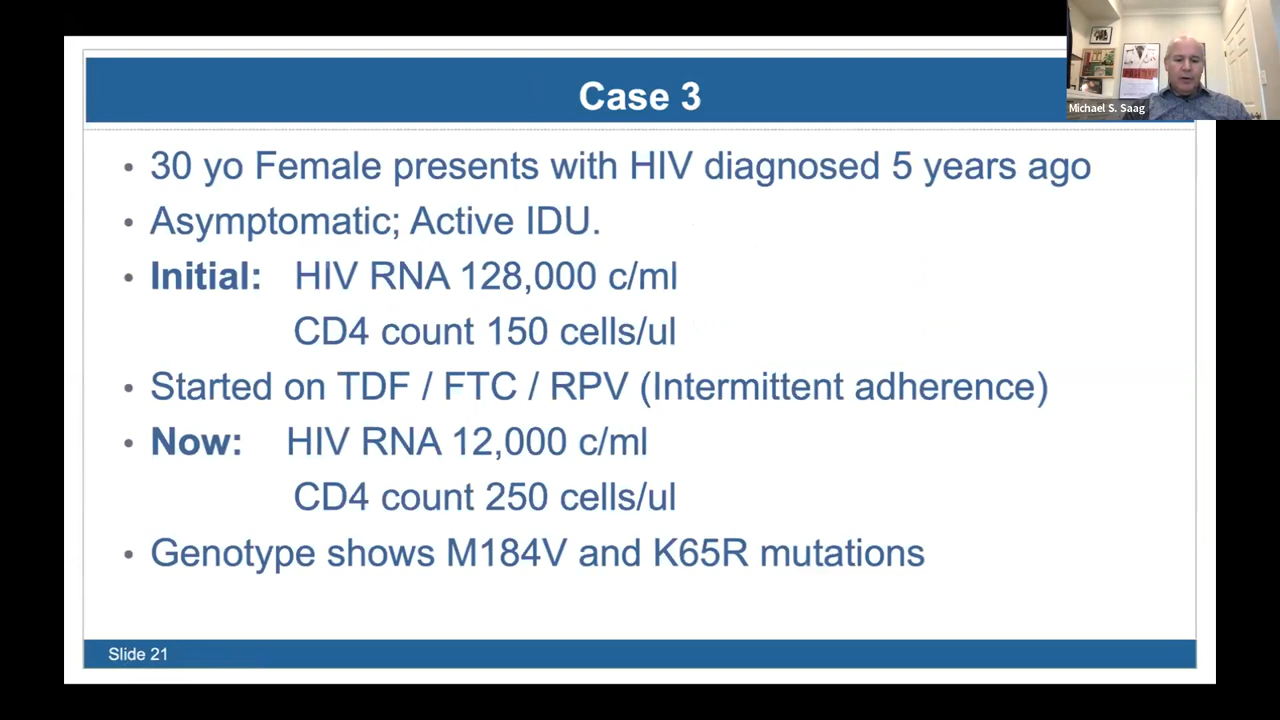 Case 3
Michael S. Saag
• 30 yo Female presents with HIV diagnosed 5 years ago
• Asymptomatic; Active IDU.
• Initial: HIV RNA 128,000 c/ml
CD4 count 150 cells/ul
• Started on TDF / FTC / RPV (Intermittent adherence)
• Now: HIV RNA 12,000 c/ml
CD4 count 250 cells/ul
• Genotype shows M184V and K65R mutations
Slide 21